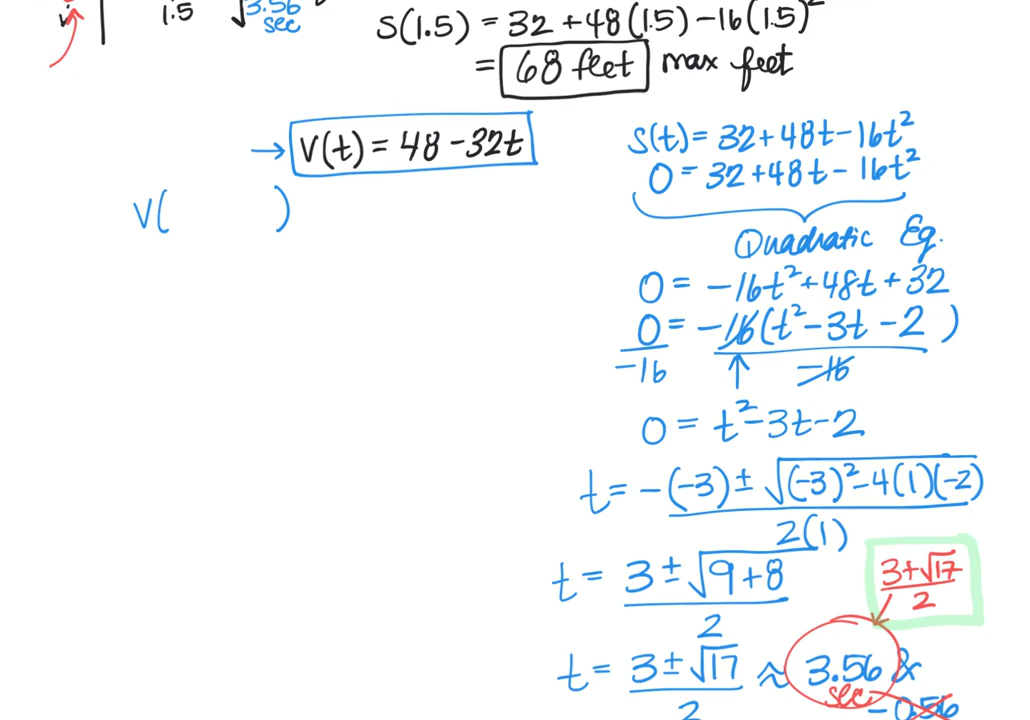 1.5 3.56
sec
S(1.5) = 32 + 48(1.5) - 16(1.5)²
= 68 feet max feet
→ V(t) = 48 - 32t
V( )
S(t) = 32 + 48t - 16t²
0 = 32 + 48t - 16t²
Quadratic Eq.
0 = -16t² + 48t + 32
0 = -16(t² - 3t - 2 )
-16 ↑ -16
0 = t² - 3t - 2
t = -(-3) ± √(-3)² - 4(1)(-2)
2(1)
t = 3 ± √9 + 8
2
3 + √17
2
t = 3 ± √17 ≈ 3.56 &
sec
2 -0.56